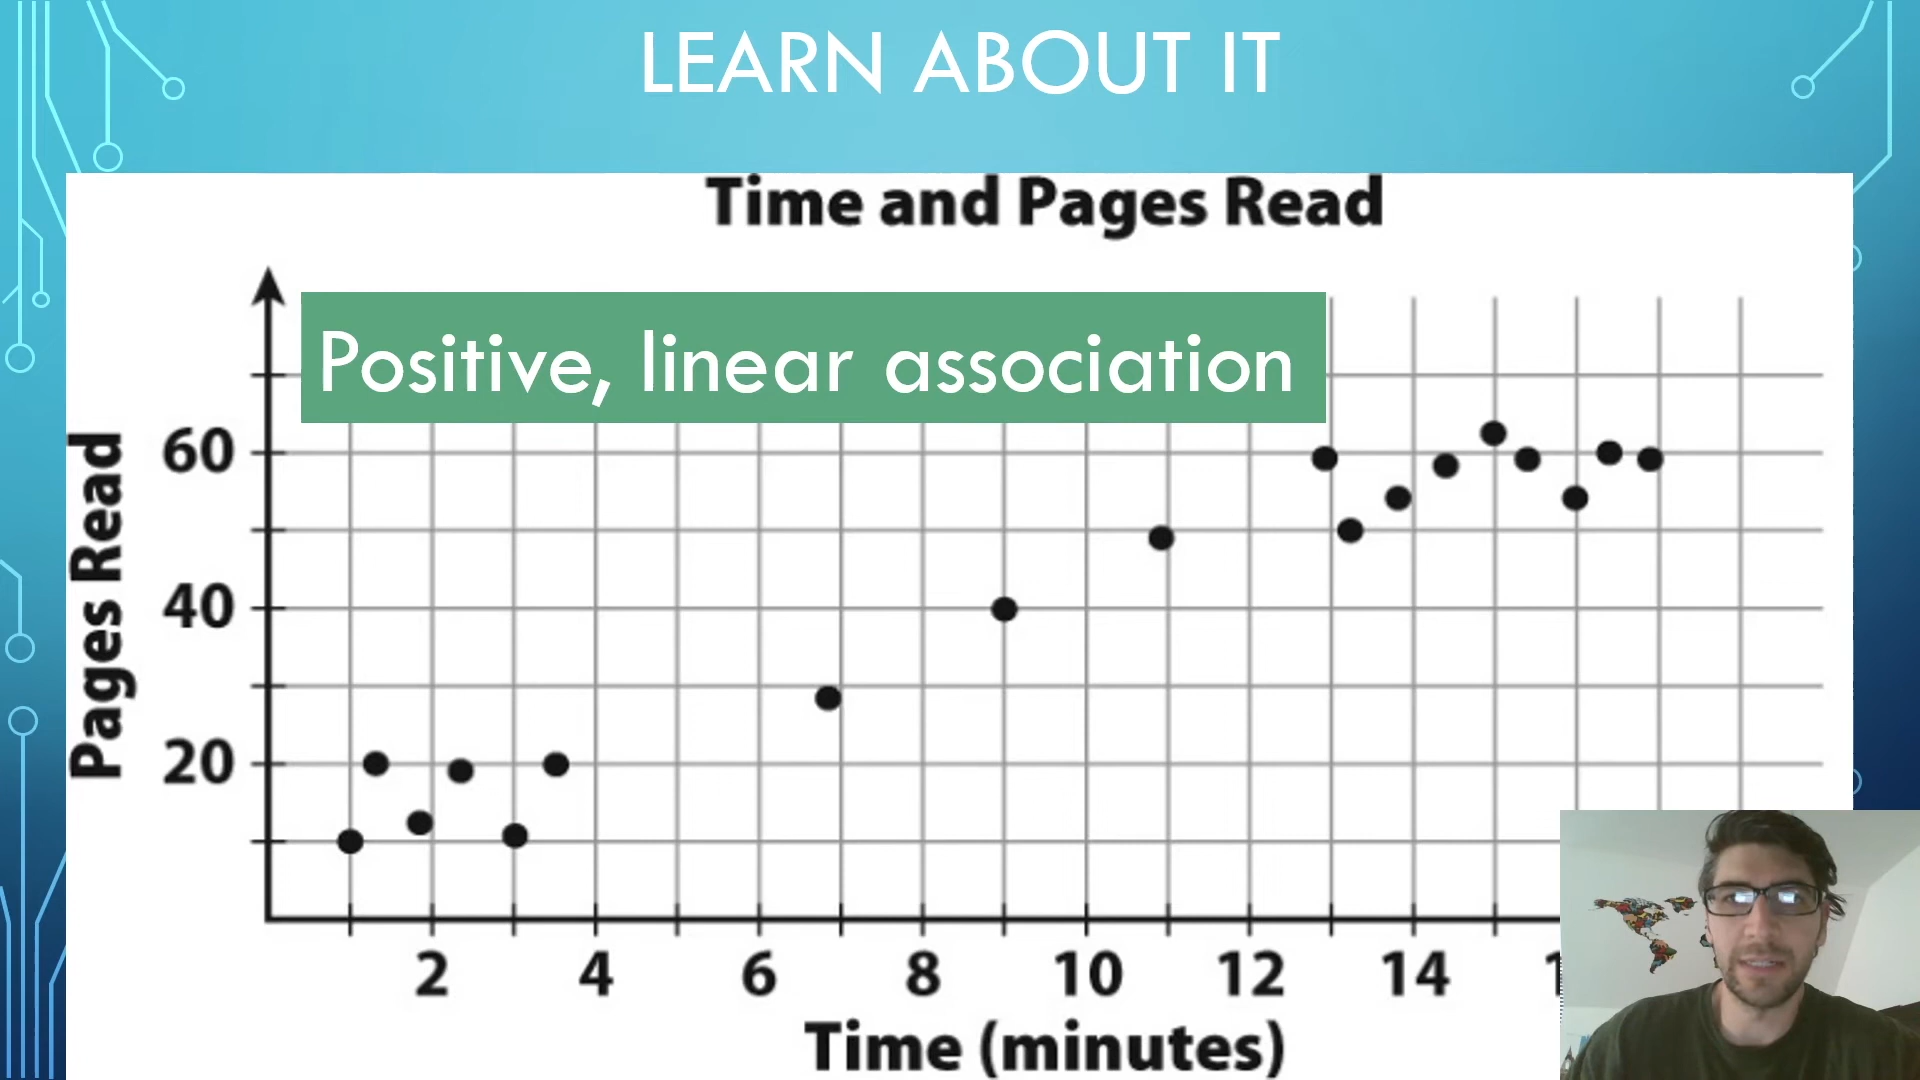 LEARN ABOUT IT
Time and Pages Read
Positive, linear association
Pages Read
60
40
20
2 4 6 8 10 12 14
Time (minutes)